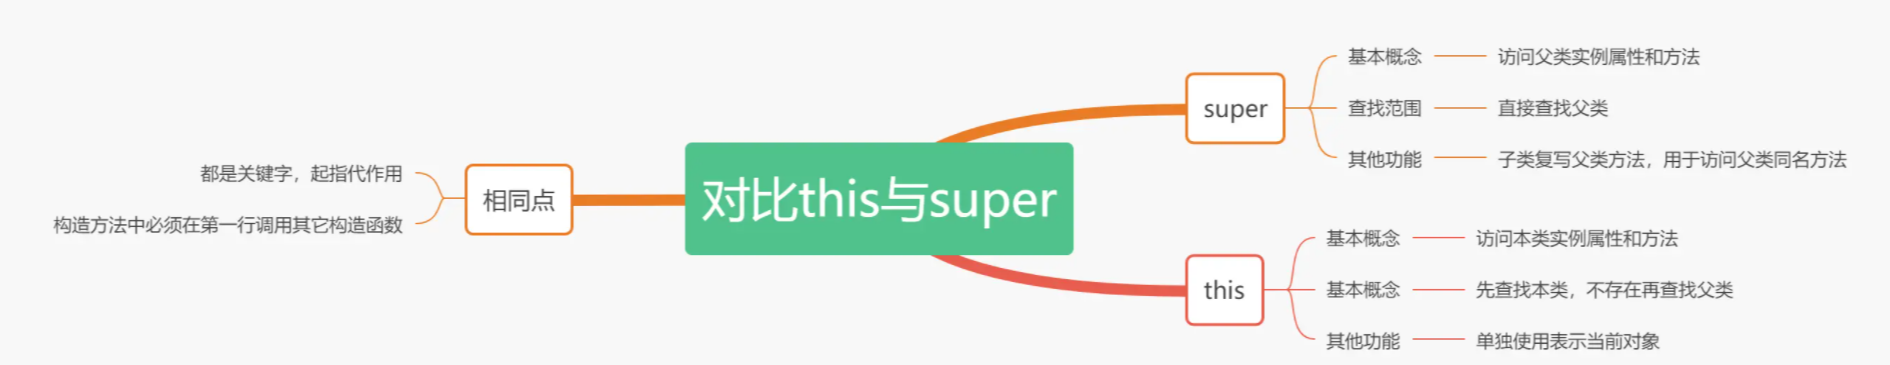 对比this与super
相同点
都是关键字，起指代作用
构造方法中必须在第一行调用其它构造函数
super
基本概念 访问父类实例属性和方法
查找范围 直接查找父类
其他功能 子类复写父类方法，用于访问父类同名方法
this
基本概念 访问本类实例属性和方法
基本概念 先查找本类，不存在再查找父类
其他功能 单独使用表示当前对象